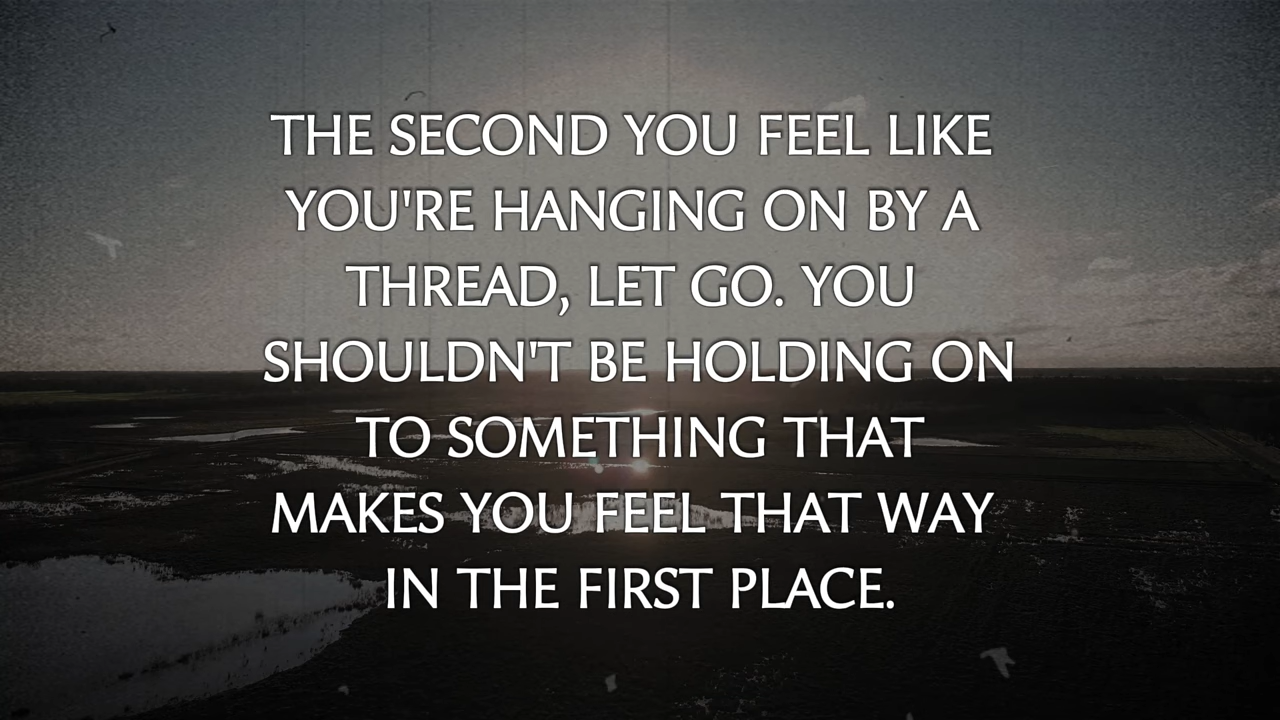 THE SECOND YOU FEEL LIKE
YOU'RE HANGING ON BY A
THREAD, LET GO. YOU
SHOULDN'T BE HOLDING ON
TO SOMETHING THAT
MAKES YOU FEEL THAT WAY
IN THE FIRST PLACE.